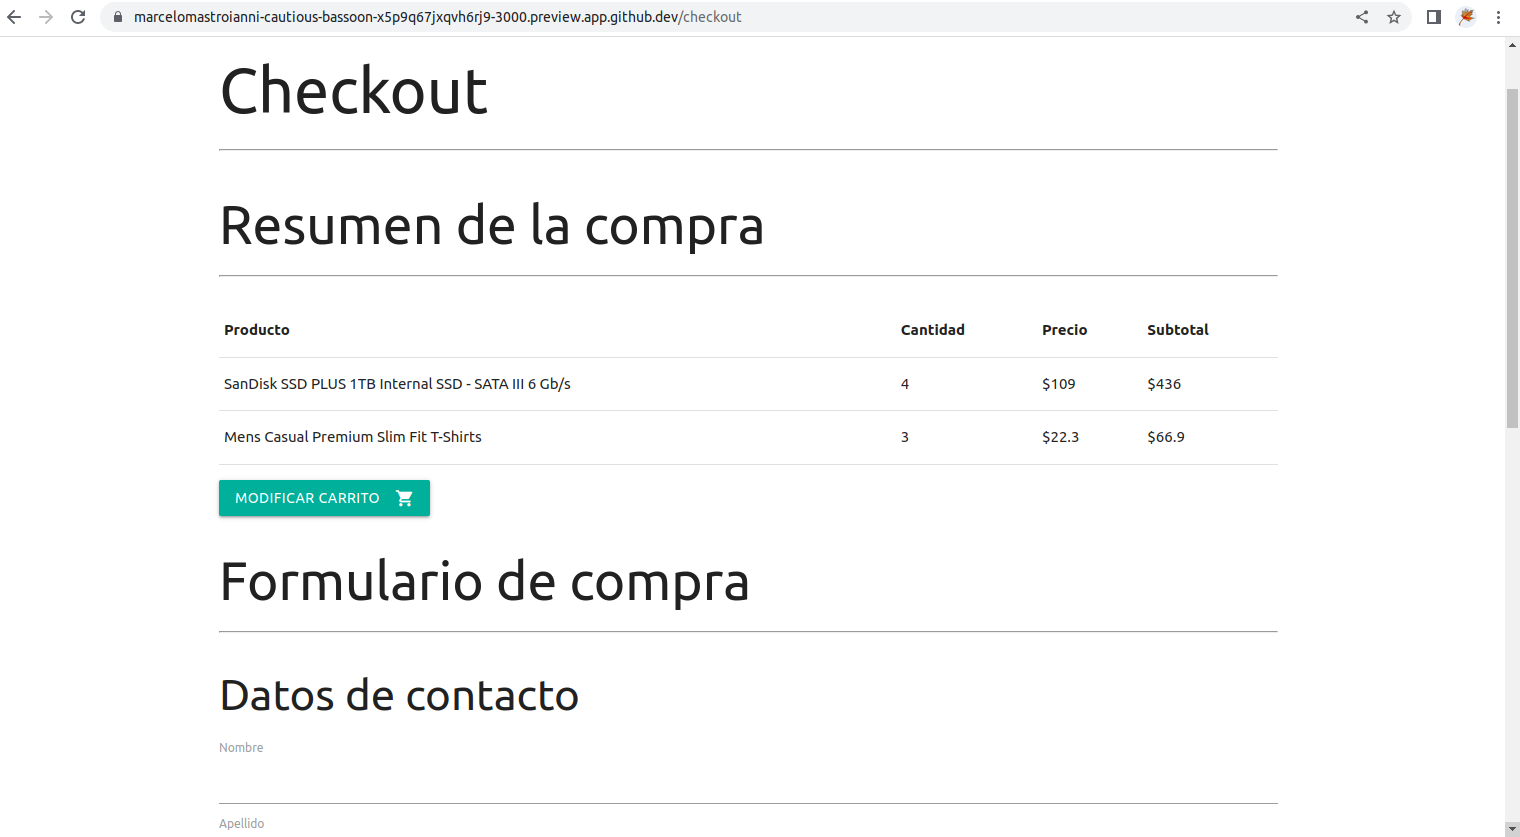 marcelomastroianni-cautious-bassoon-x5p9q67jxqvh6rj9-3000.preview.app.github.dev/checkout
Checkout
Resumen de la compra
Producto Cantidad Precio Subtotal
SanDisk SSD PLUS 1TB Internal SSD - SATA III 6 Gb/s 4 $109 $436
Mens Casual Premium Slim Fit T-Shirts 3 $22.3 $66.9
MODIFICAR CARRITO
Formulario de compra
Datos de contacto
Nombre
Apellido